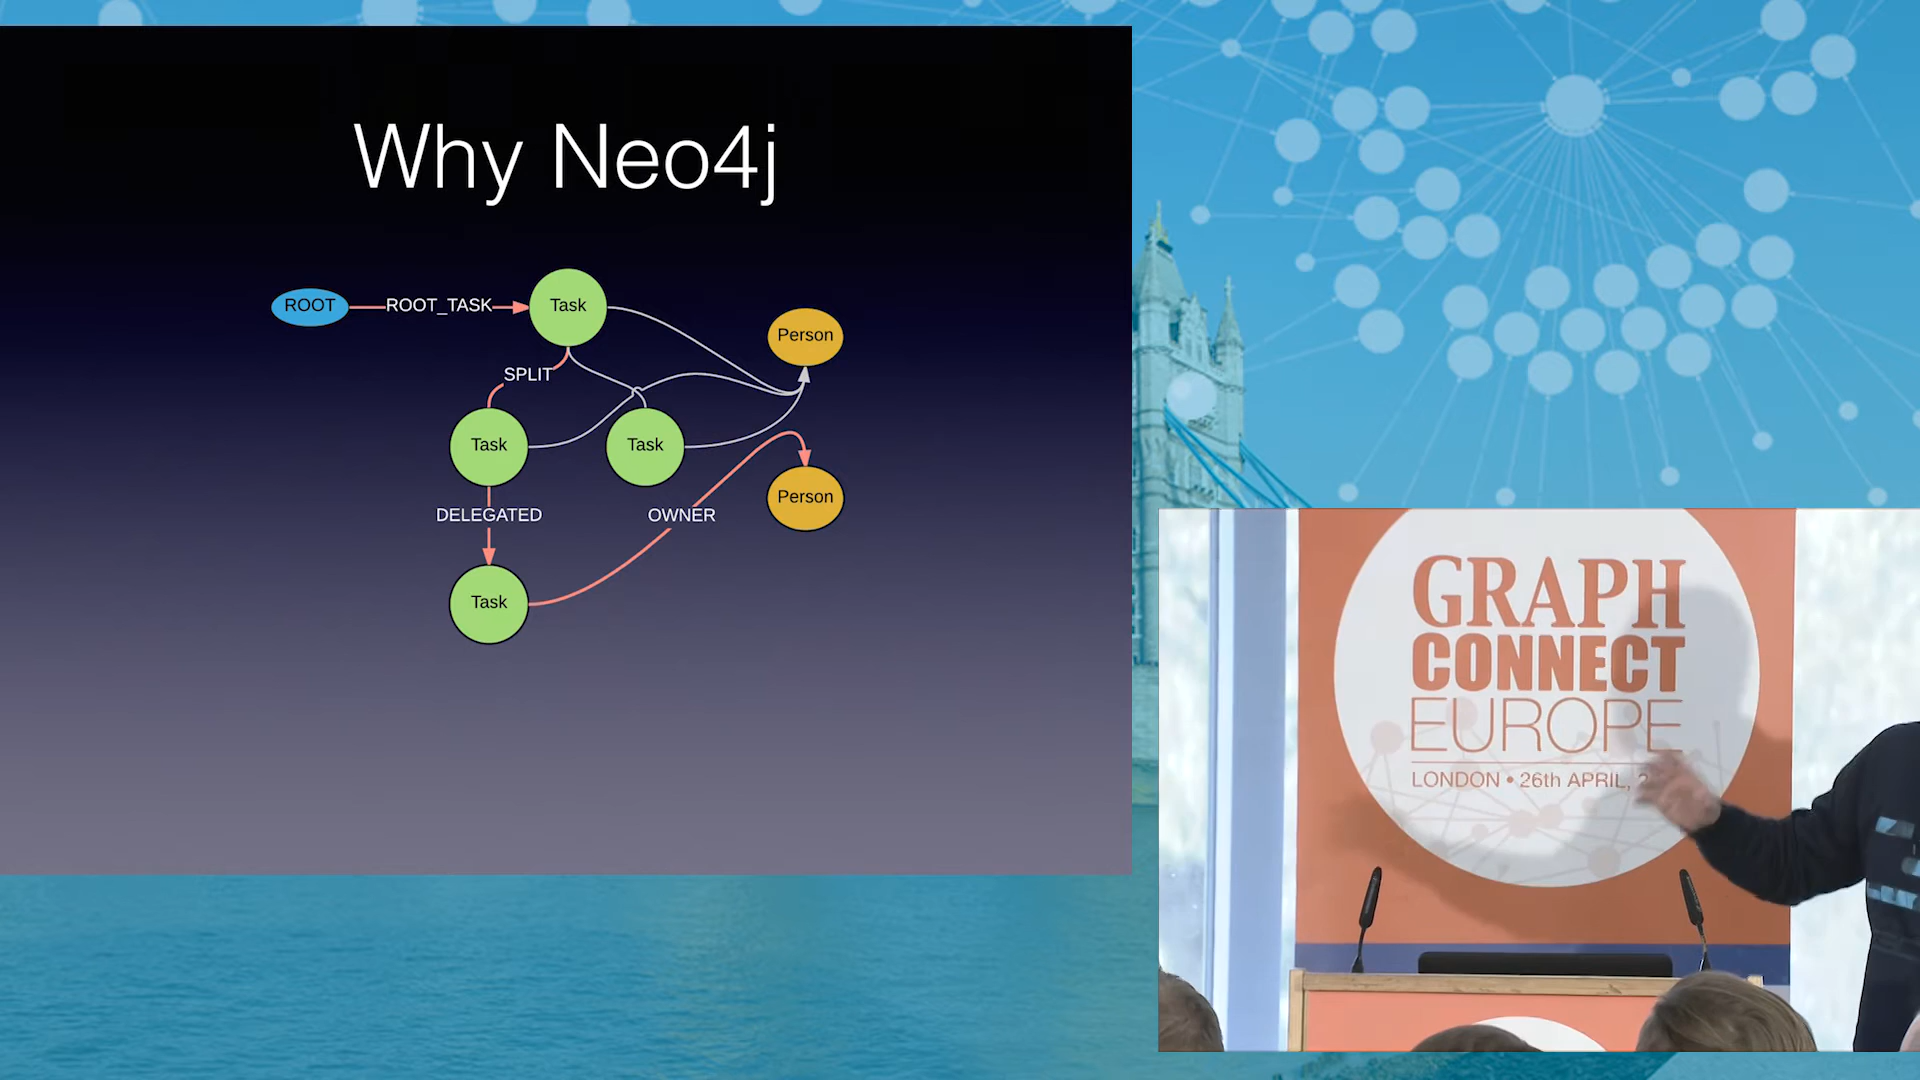 Why Neo4j
ROOT
ROOT_TASK
Task
Person
SPLIT
Task
Task
Person
DELEGATED
OWNER
Task
GRAPH
CONNECT
EUROPE
LONDON • 26th APRIL,